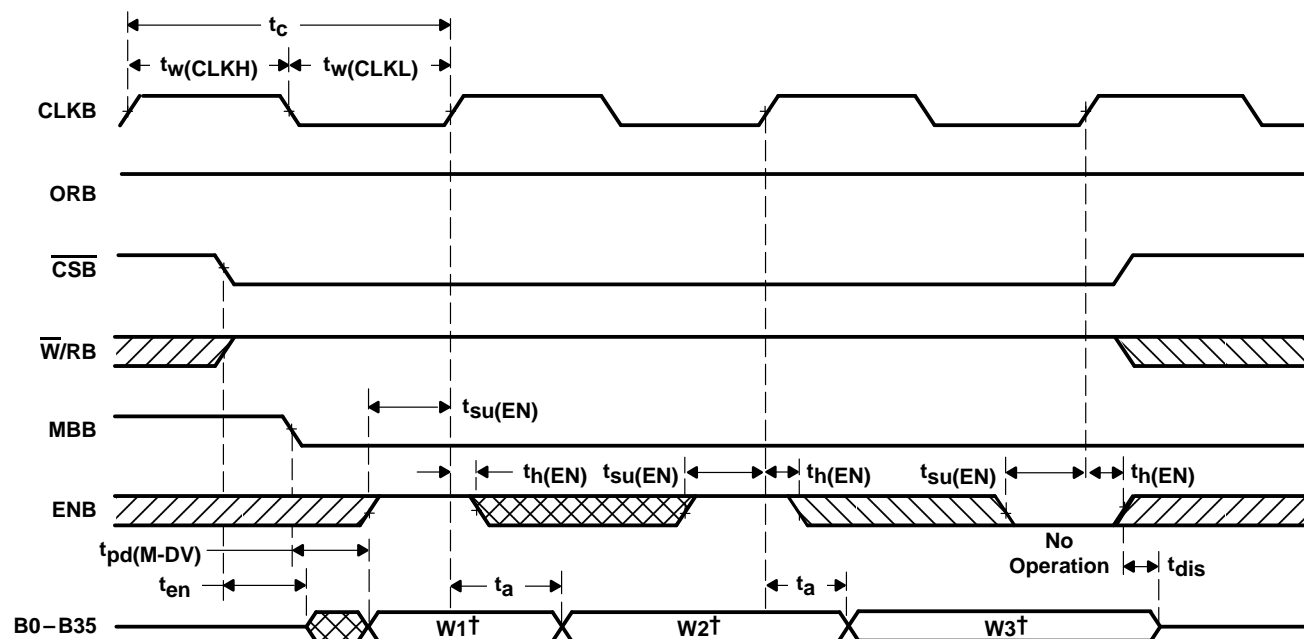 tc
tw(CLKH)
tw(CLKL)
CLKB
ORB
CSB
W/RB
tsu(EN)
MBB
th(EN)
tsu(EN)
th(EN)
tsu(EN)
th(EN)
ENB
No
Operation
tpd(M-DV)
ten
ta
ta
tdis
B0–B35
W1†
W2†
W3†